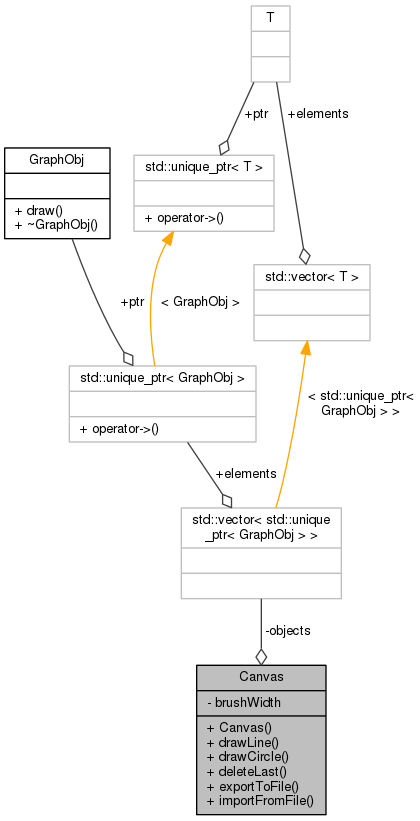 T
+ptr
+elements
GraphObj
+ draw()
+ ~GraphObj()
std::unique_ptr< T >
+ operator->()
std::vector< T >
+ptr
< GraphObj >
std::unique_ptr< GraphObj >
+ operator->()
< std::unique_ptr<
GraphObj > >
+elements
std::vector< std::unique
_ptr< GraphObj > >
-objects
Canvas
- brushWidth
+ Canvas()
+ drawLine()
+ drawCircle()
+ deleteLast()
+ exportToFile()
+ importFromFile()